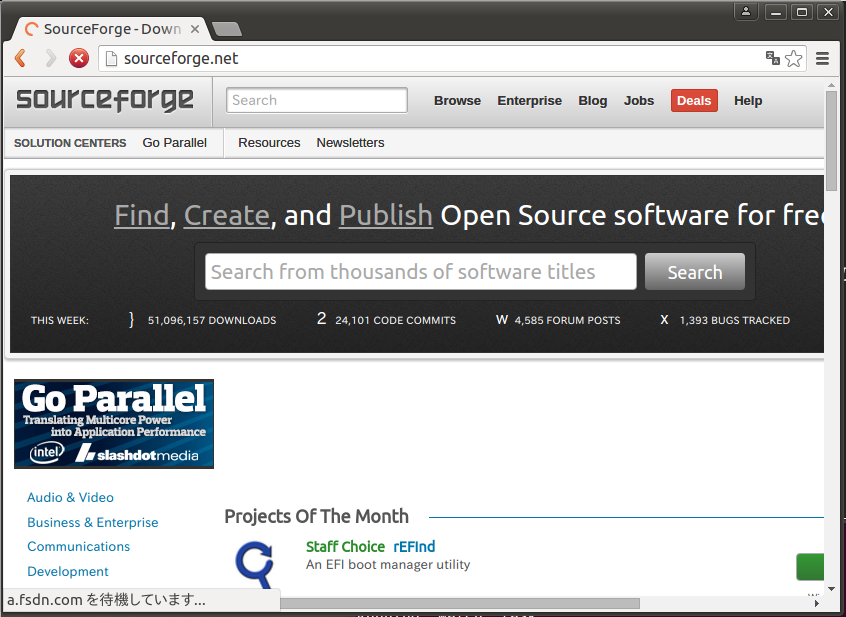 SourceForge - Down
sourceforge.net
sourceforge
Search
Browse Enterprise Blog Jobs Deals Help
SOLUTION CENTERS Go Parallel Resources Newsletters
Find, Create, and Publish Open Source software for free
Search from thousands of software titles Search
THIS WEEK: } 51,096,157 DOWNLOADS 2 24,101 CODE COMMITS W 4,585 FORUM POSTS X 1,393 BUGS TRACKED
Go Parallel
Translating Multicore Power
into Application Performance
intel slashdotmedia
Audio & Video
Business & Enterprise
Communications
Development
Projects Of The Month
Staff Choice rEFInd
An EFI boot manager utility
a.fsdn.com を待機しています...